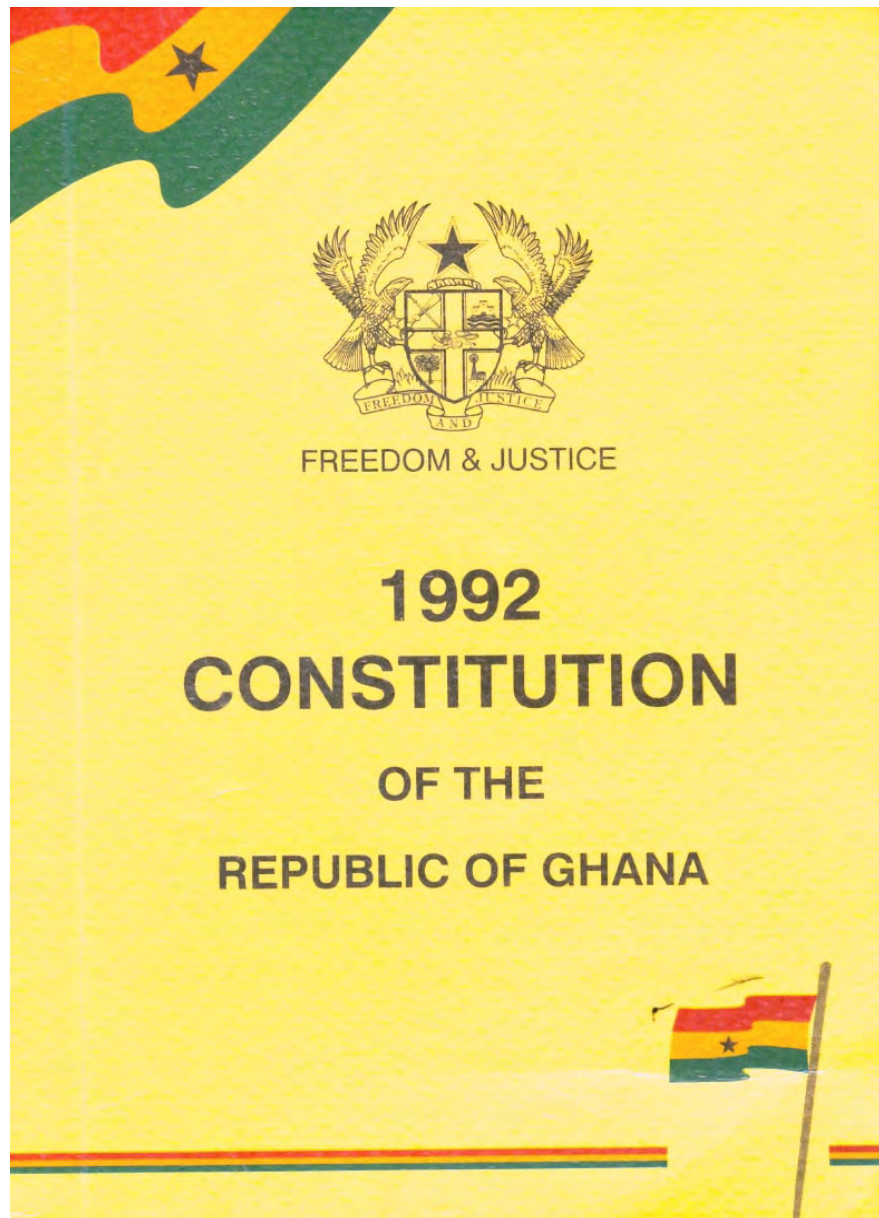 FREEDOM AND JUSTICE
FREEDOM & JUSTICE
1992
CONSTITUTION
OF THE
REPUBLIC OF GHANA